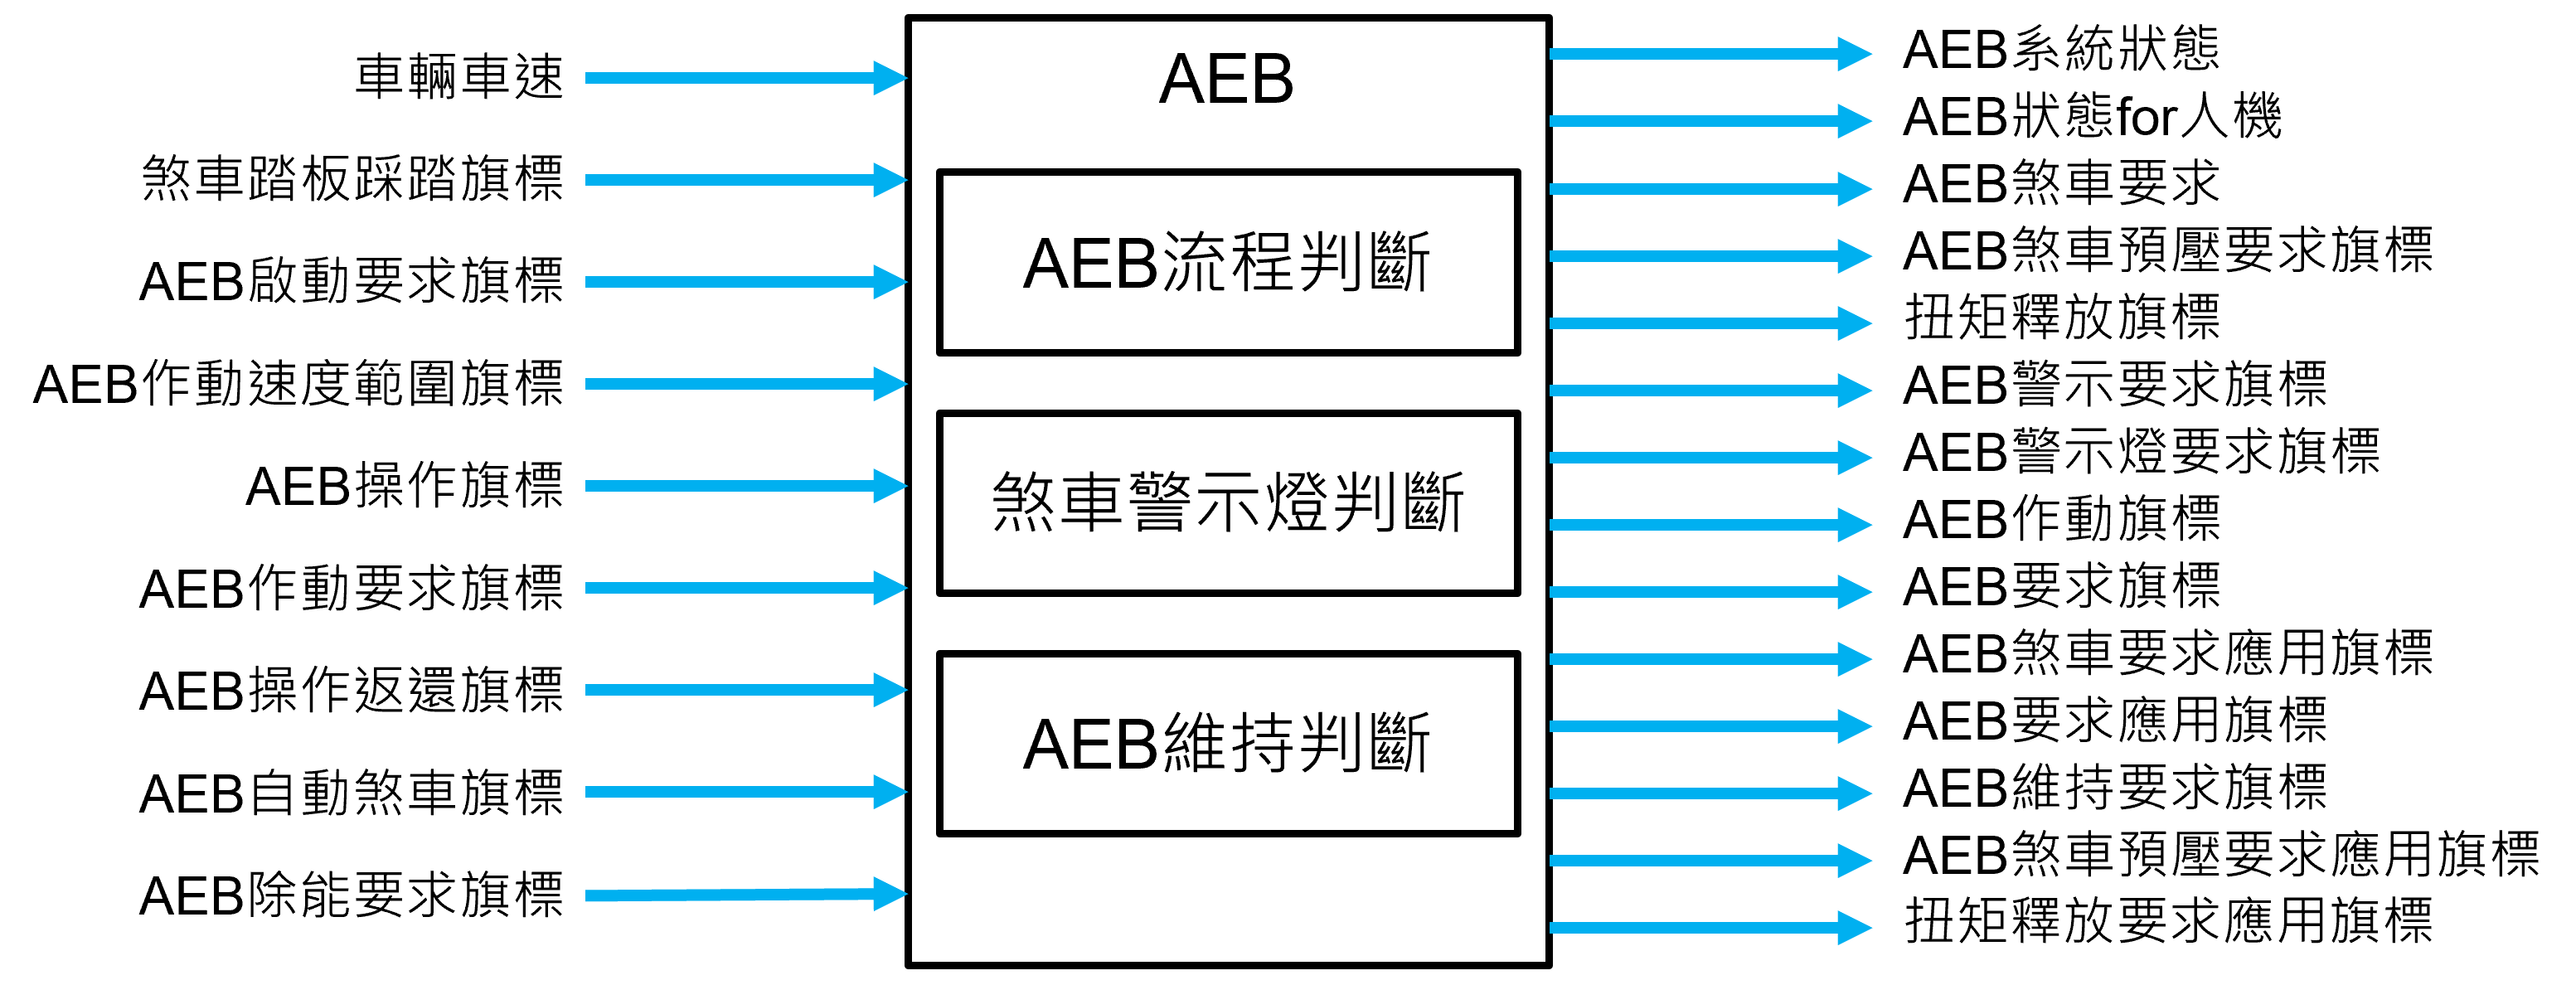 車輛車速
煞車踏板踩踏旗標
AEB啟動要求旗標
AEB作動速度範圍旗標
AEB操作旗標
AEB作動要求旗標
AEB操作返還旗標
AEB自動煞車旗標
AEB除能要求旗標
AEB
AEB流程判斷
煞車警示燈判斷
AEB維持判斷
AEB系統狀態
AEB狀態for人機
AEB煞車要求
AEB煞車預壓要求旗標
扭矩釋放旗標
AEB警示要求旗標
AEB警示燈要求旗標
AEB作動旗標
AEB要求旗標
AEB煞車要求應用旗標
AEB要求應用旗標
AEB維持要求旗標
AEB煞車預壓要求應用旗標
扭矩釋放要求應用旗標